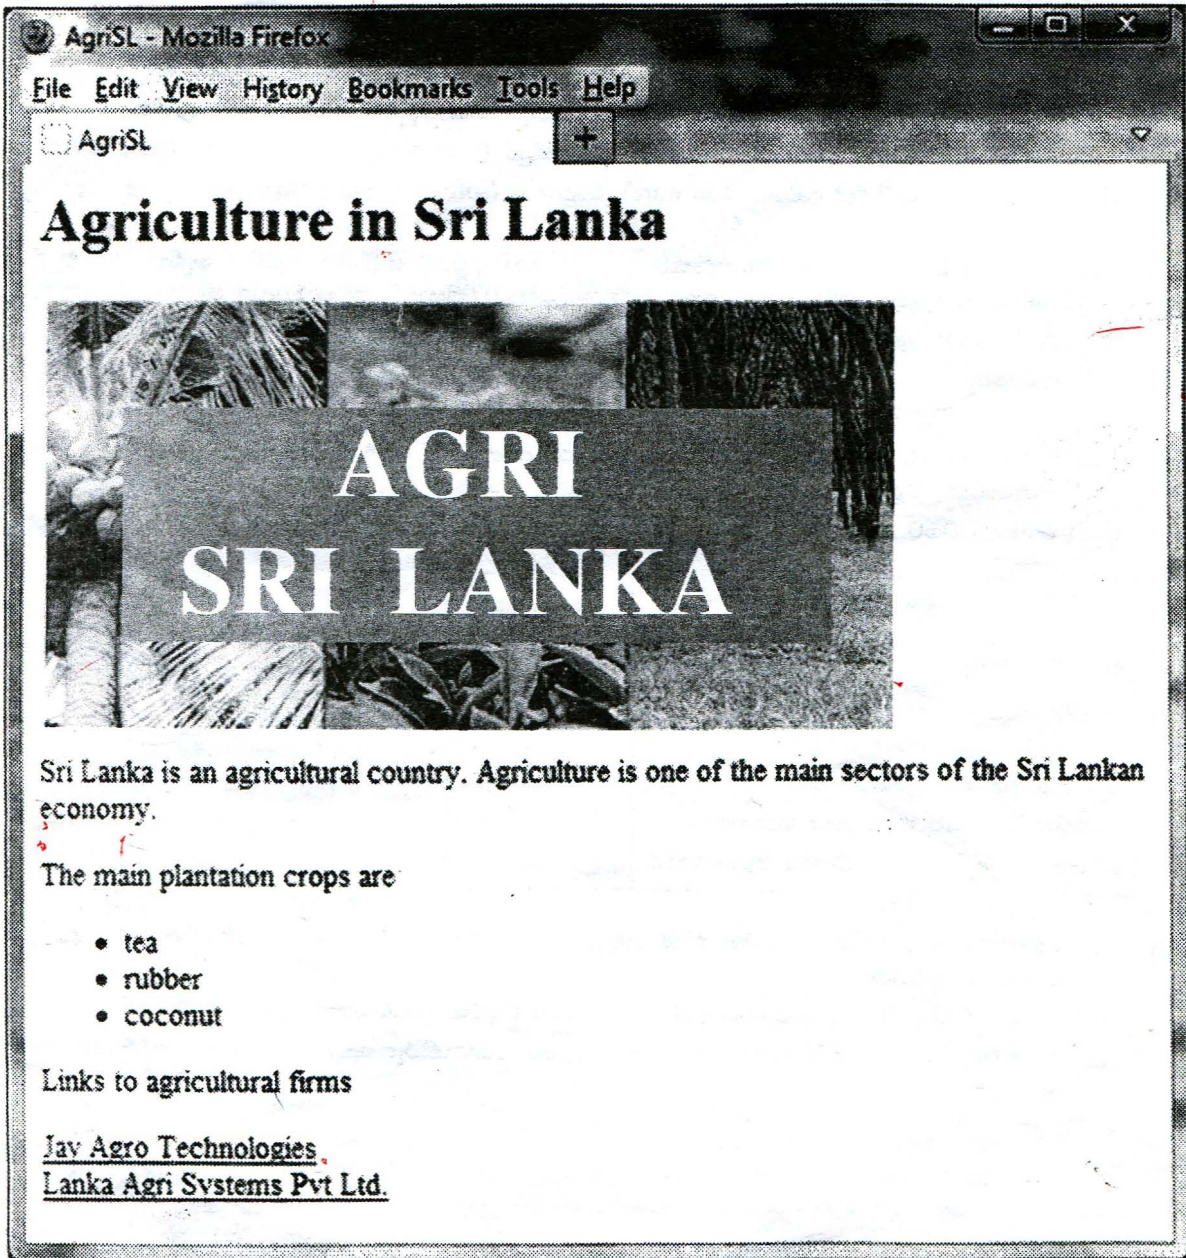 AgriSL - Mozilla Firefox
File Edit View History Bookmarks Tools Help
AgriSL
+
Agriculture in Sri Lanka
AGRI
SRI LANKA
Sri Lanka is an agricultural country. Agriculture is one of the main sectors of the Sri Lankan
economy.
The main plantation crops are
• tea
• rubber
• coconut
Links to agricultural firms
Jay Agro Technologies
Lanka Agri Systems Pvt Ltd.